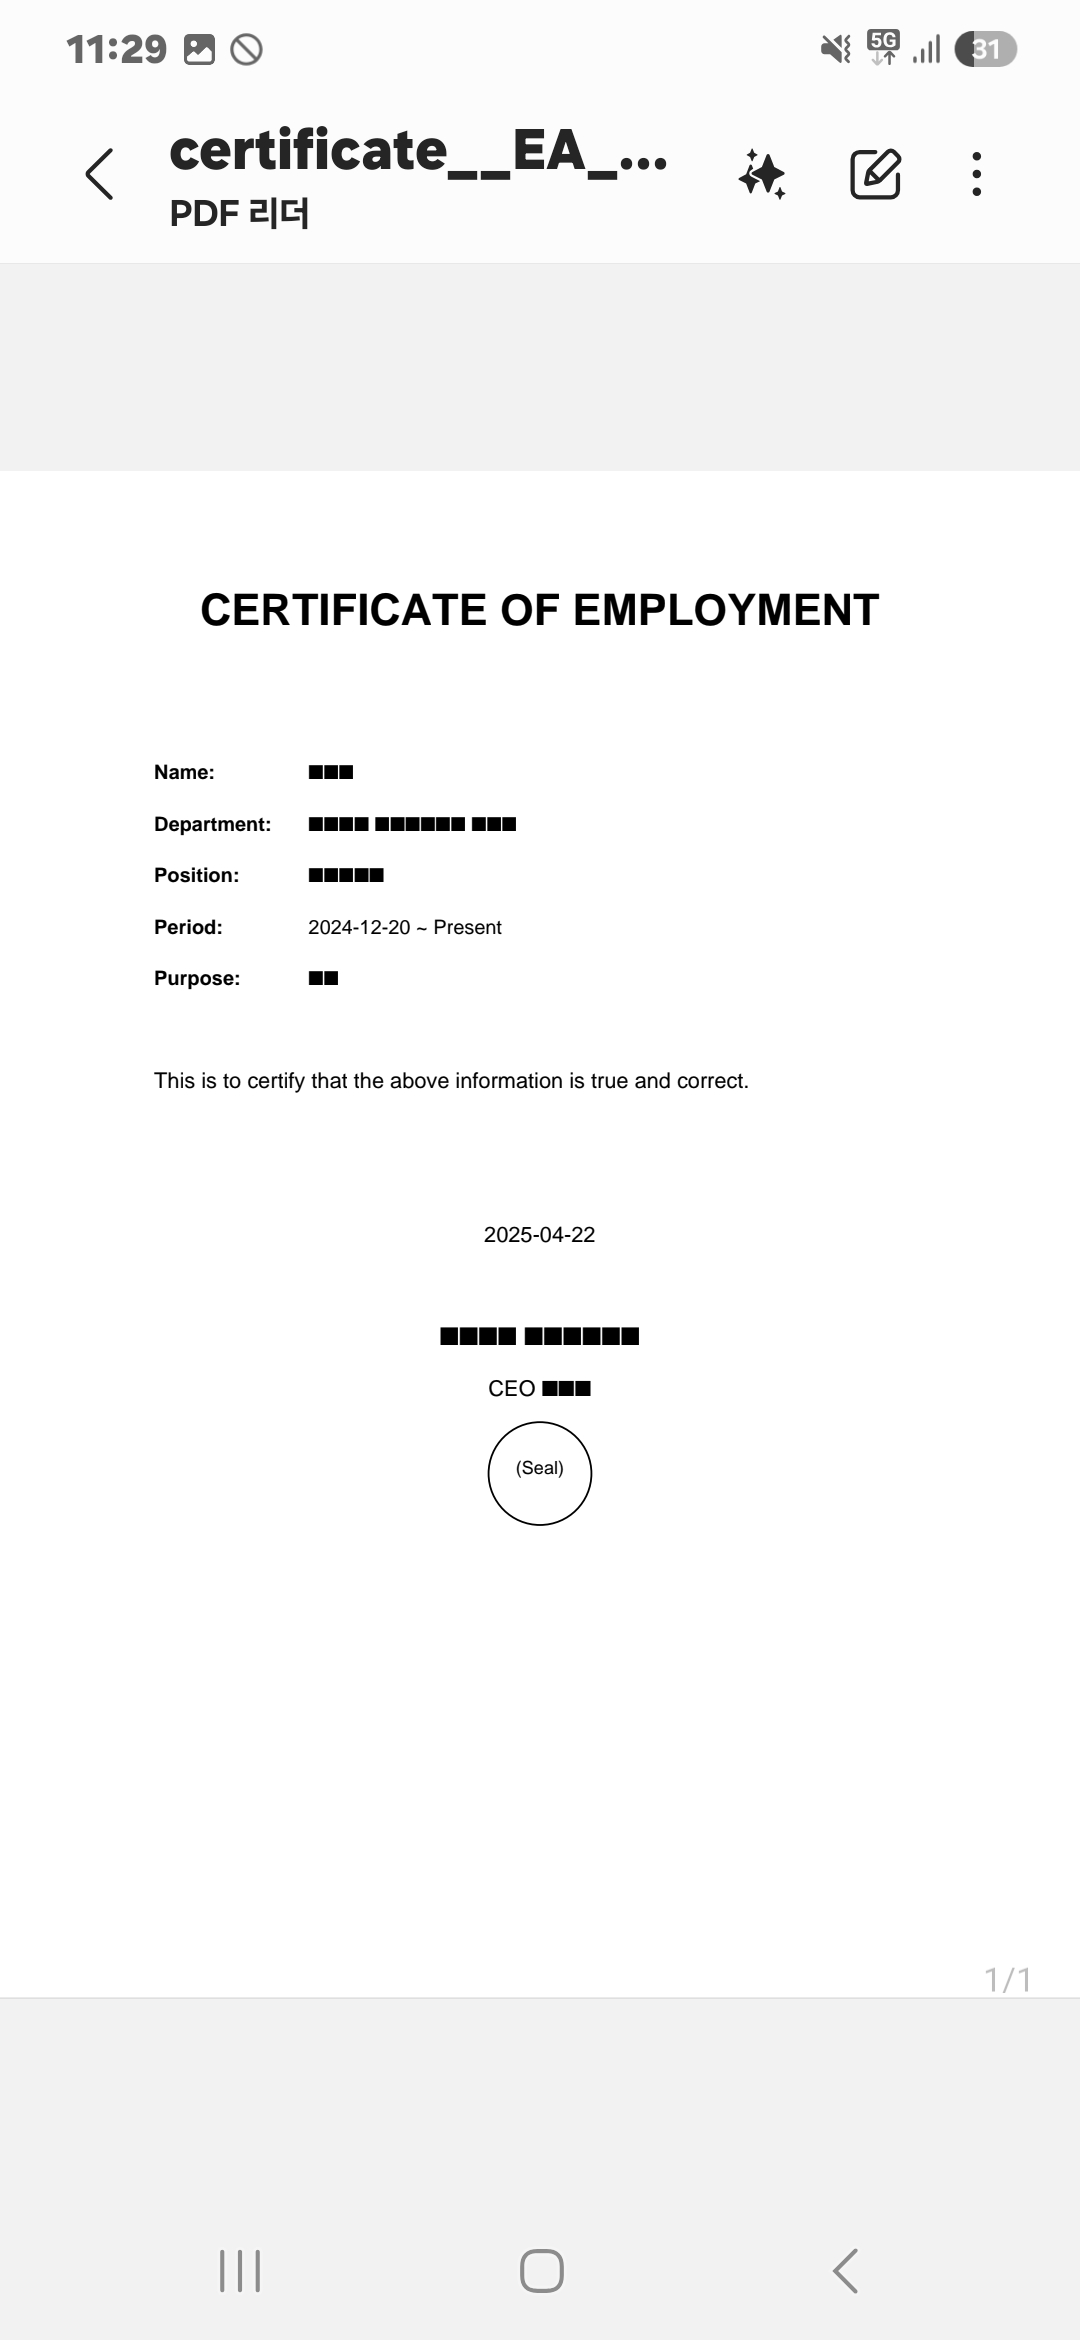 11:29
5G
31
certificate__EA_...
PDF 리더
CERTIFICATE OF EMPLOYMENT
Name: ■■■
Department: ■■■■ ■■■■■■ ■■■
Position: ■■■■■
Period: 2024-12-20 ~ Present
Purpose: ■■
This is to certify that the above information is true and correct.
2025-04-22
■■■■ ■■■■■■
CEO ■■■
(Seal)
1/1